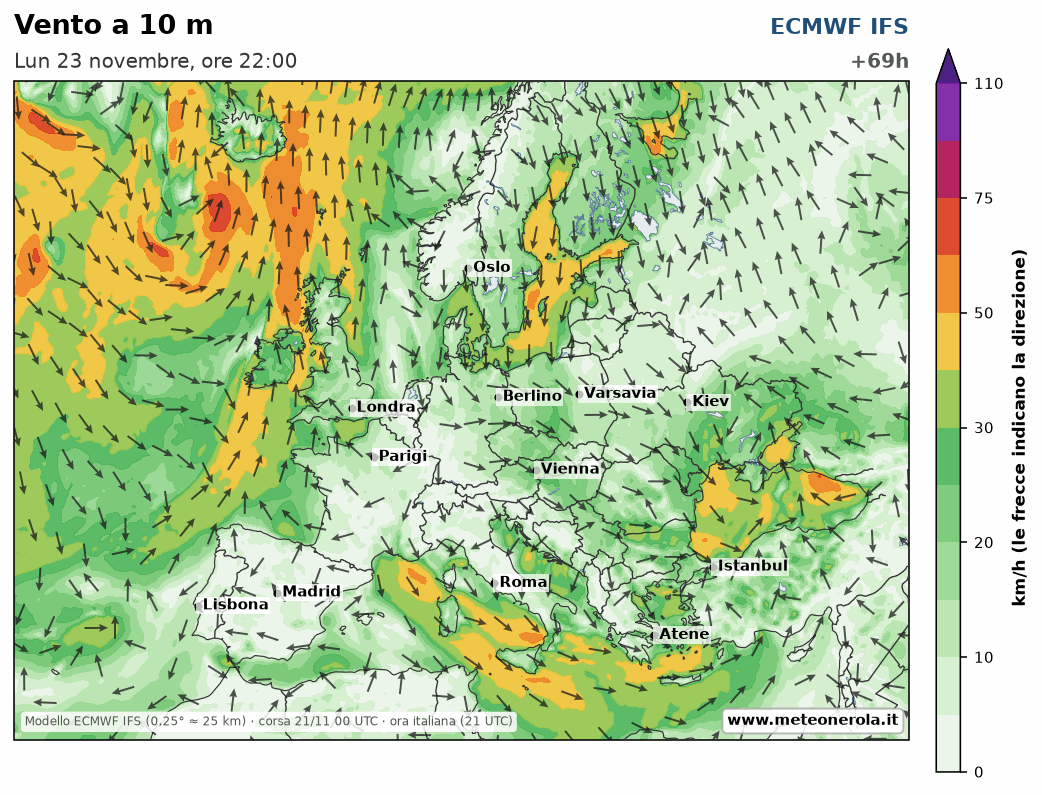 Vento a 10 m
ECMWF IFS
Lun 23 novembre, ore 22:00
+69h
110
75
50
30
20
10
0
km/h (le frecce indicano la direzione)
Oslo
Londra
Berlino
Varsavia
Kiev
Parigi
Vienna
Istanbul
Roma
Madrid
Lisbona
Atene
Modello ECMWF IFS (0,25° ≈ 25 km) · corsa 21/11 00 UTC · ora italiana (21 UTC)
www.meteonerola.it